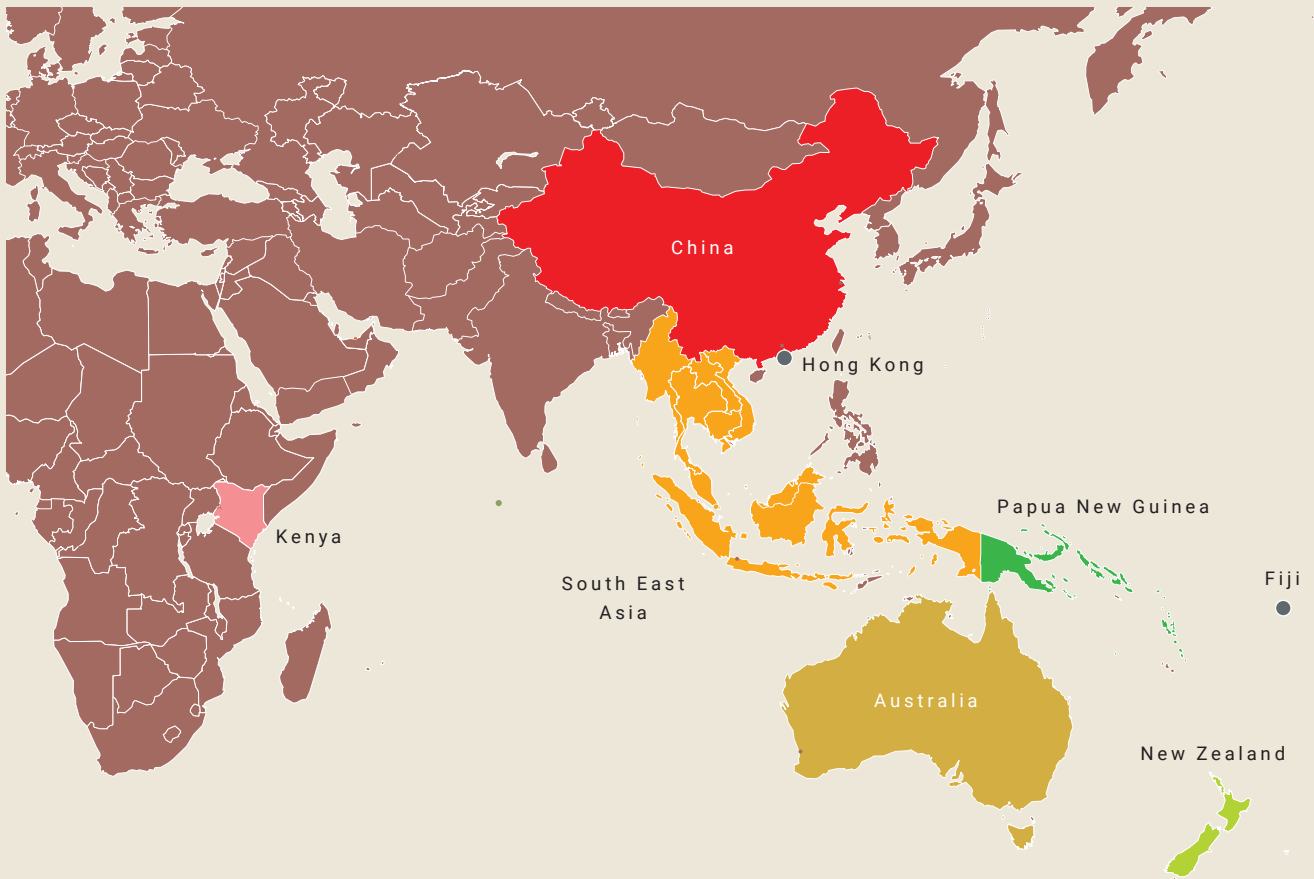 China
Hong Kong
Papua New Guinea
Kenya
South East
Asia
Fiji
Australia
New Zealand